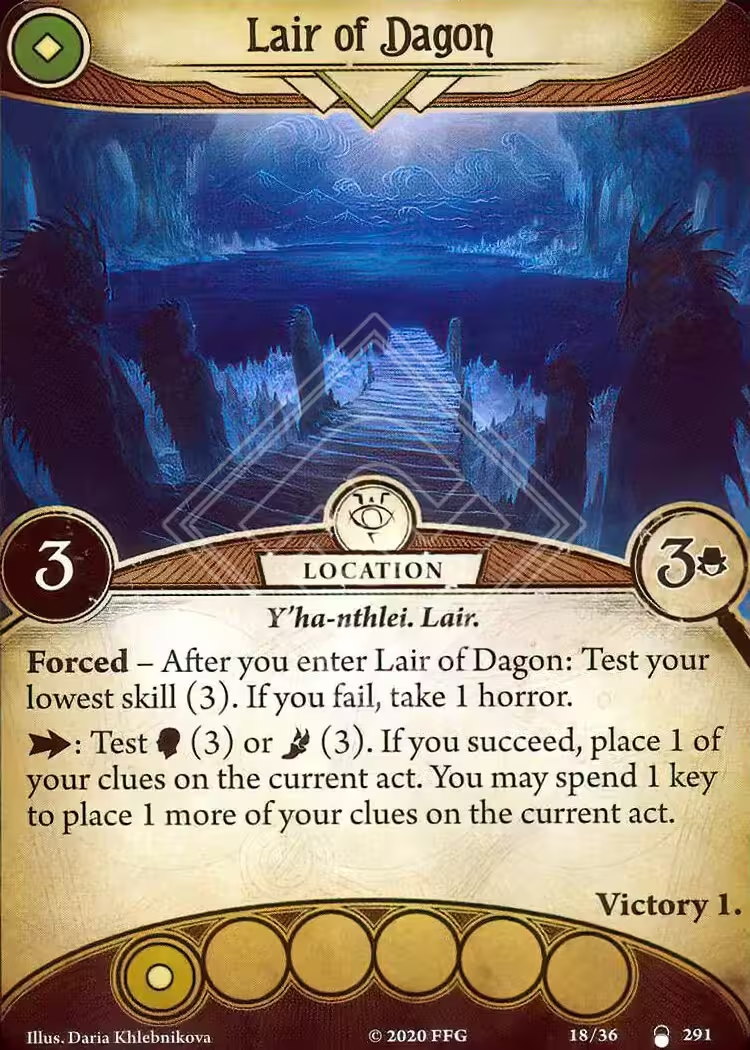 Lair of Dagon
3
LOCATION
3
Y'ha-nthlei. Lair.
Forced – After you enter Lair of Dagon: Test your
lowest skill (3). If you fail, take 1 horror.
: Test (3) or (3). If you succeed, place 1 of
your clues on the current act. You may spend 1 key
to place 1 more of your clues on the current act.
Victory 1.
Illus. Daria Khlebnikova © 2020 FFG 18/36 291